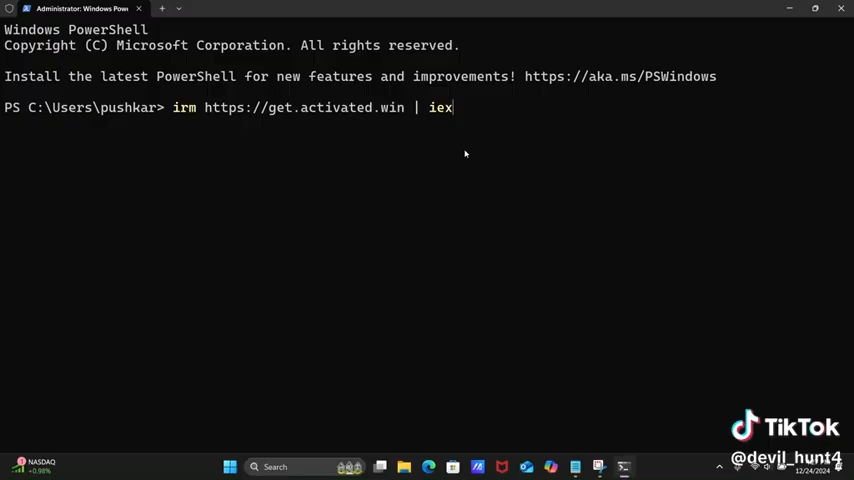 Administrator: Windows Powe
Windows PowerShell
Copyright (C) Microsoft Corporation. All rights reserved.
Install the latest PowerShell for new features and improvements! https://aka.ms/PSWindows
PS C:\Users\pushkar> irm https://get.activated.win | iex
TikTok
@devil_hunt4
NASDAQ
+0.98%
1
Search
12/24/2024